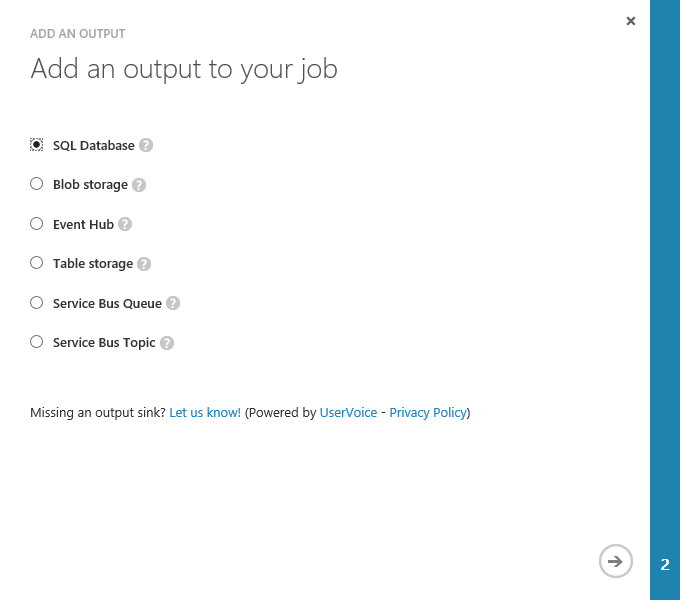 ADD AN OUTPUT
Add an output to your job
SQL Database ?
Blob storage ?
Event Hub ?
Table storage ?
Service Bus Queue ?
Service Bus Topic ?
Missing an output sink? Let us know! (Powered by UserVoice - Privacy Policy)
2